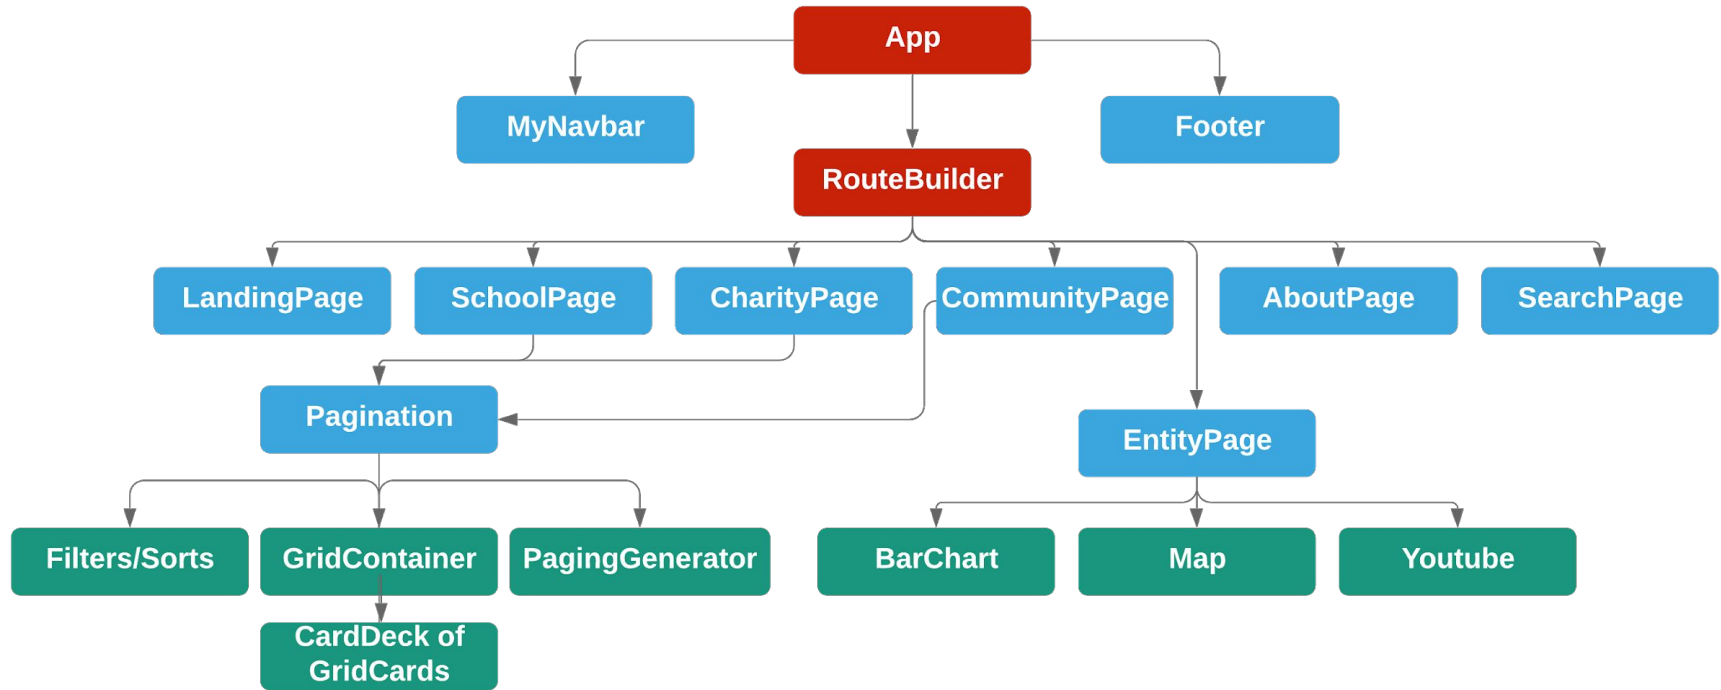 App
MyNavbar
Footer
RouteBuilder
LandingPage
SchoolPage
CharityPage
CommunityPage
AboutPage
SearchPage
Pagination
EntityPage
Filters/Sorts
GridContainer
PagingGenerator
BarChart
Map
Youtube
CardDeck of
GridCards